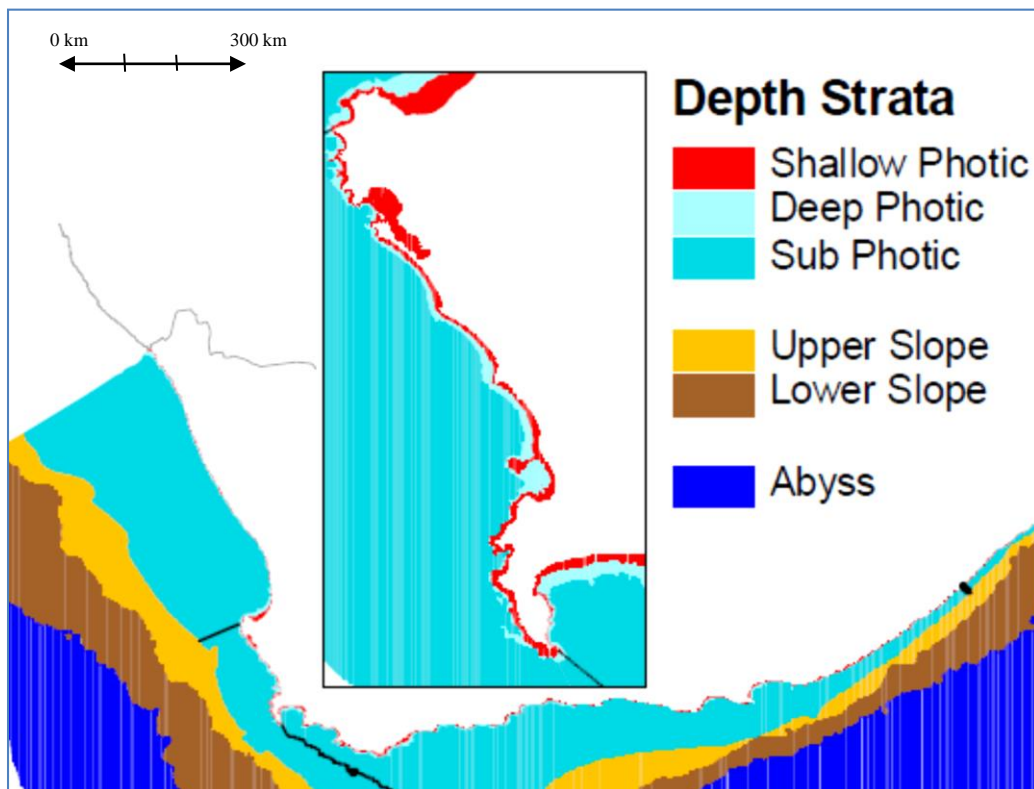 0 km 300 km
Depth Strata
Shallow Photic
Deep Photic
Sub Photic
Upper Slope
Lower Slope
Abyss